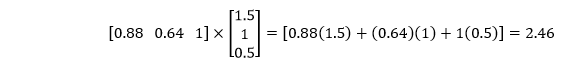 [0.88 0.64 1] × [1.5 1 0.5] = [0.88(1.5) + (0.64)(1) + 1(0.5)] = 2.46